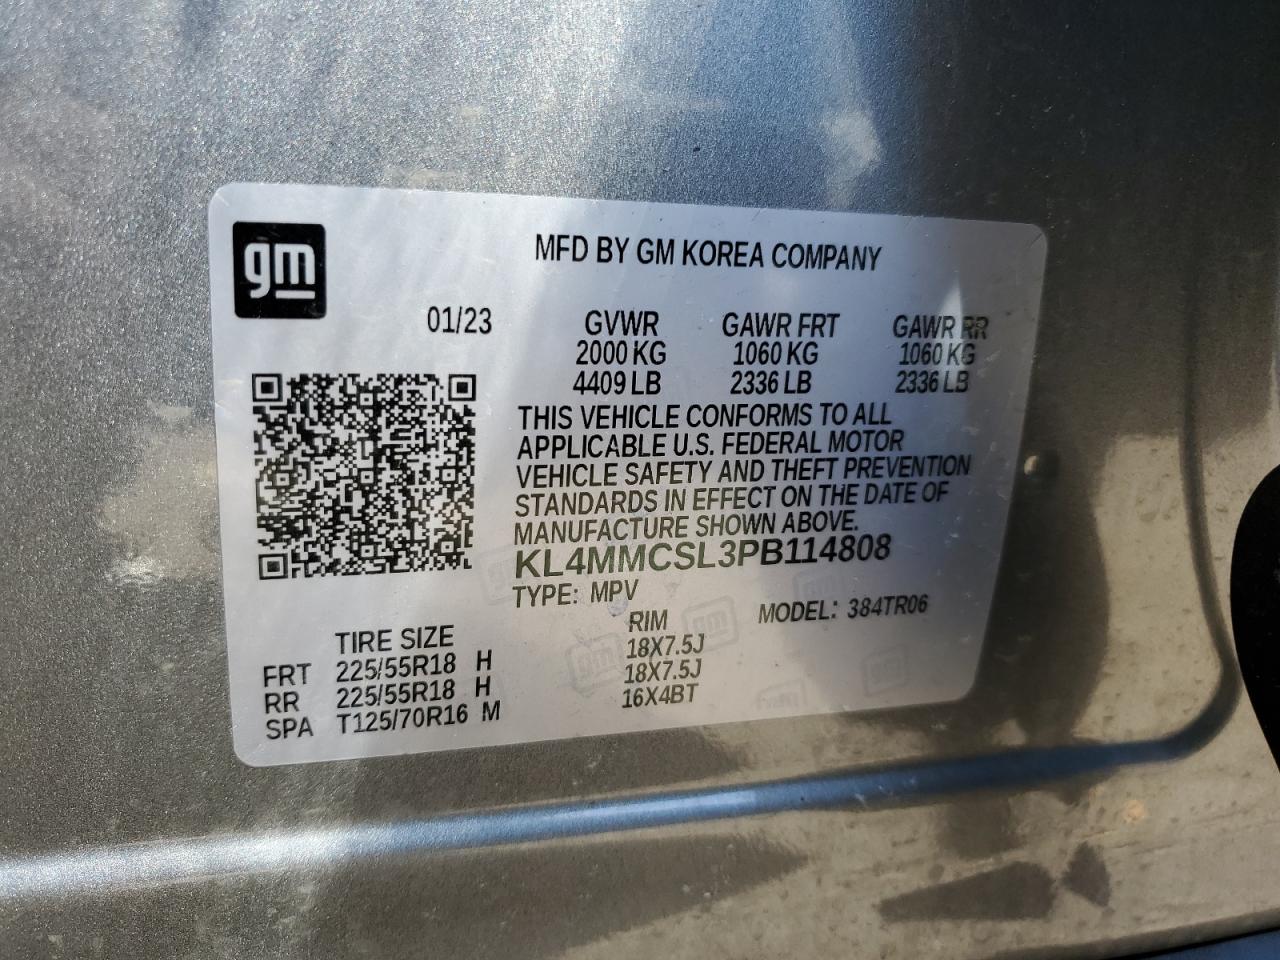 gm
MFD BY GM KOREA COMPANY
01/23 GVWR GAWR FRT GAWR RR
2000 KG 1060 KG 1060 KG
4409 LB 2336 LB 2336 LB
THIS VEHICLE CONFORMS TO ALL
APPLICABLE U.S. FEDERAL MOTOR
VEHICLE SAFETY AND THEFT PREVENTION
STANDARDS IN EFFECT ON THE DATE OF
MANUFACTURE SHOWN ABOVE.
KL4MMCSL3PB114808
TYPE: MPV MODEL: 384TR06
TIRE SIZE RIM
FRT 225/55R18 H 18X7.5J
RR 225/55R18 H 18X7.5J
SPA T125/70R16 M 16X4BT